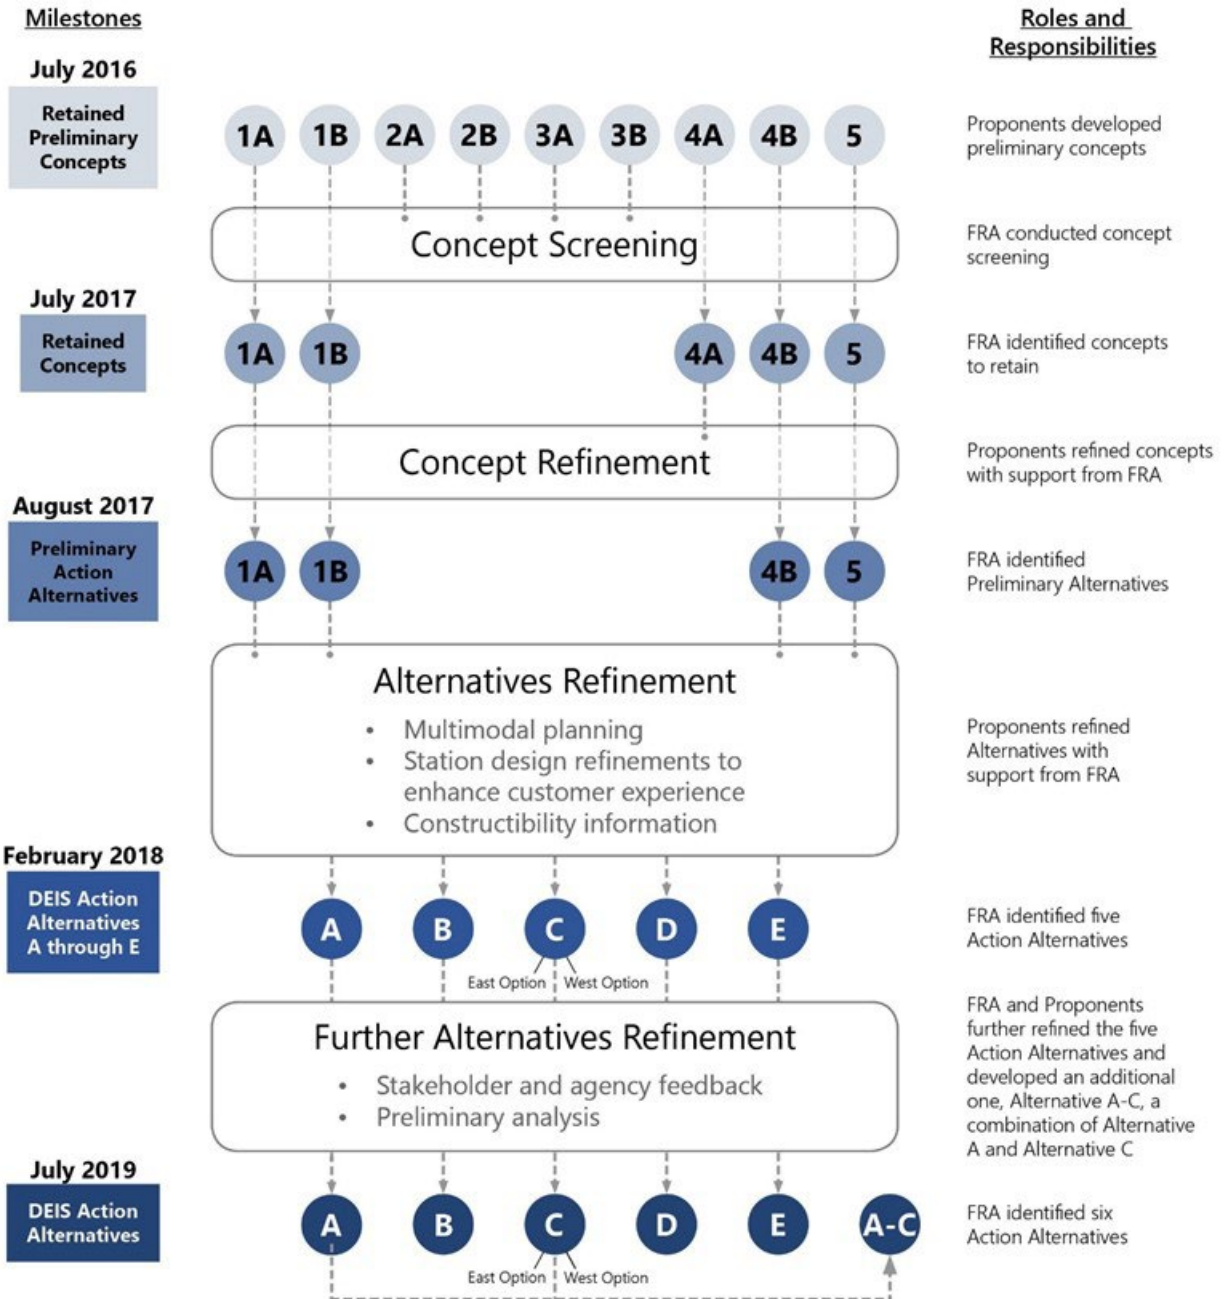 Milestones
Roles and
Responsibilities
July 2016
Retained
Preliminary
Concepts
1A 1B 2A 2B 3A 3B 4A 4B 5
Proponents developed
preliminary concepts
Concept Screening
FRA conducted concept
screening
July 2017
Retained
Concepts
1A 1B 4A 4B 5
FRA identified concepts
to retain
Concept Refinement
Proponents refined concepts
with support from FRA
August 2017
Preliminary
Action
Alternatives
1A 1B 4B 5
FRA identified
Preliminary Alternatives
Alternatives Refinement
• Multimodal planning
• Station design refinements to
enhance customer experience
• Constructibility information
Proponents refined
Alternatives with
support from FRA
February 2018
DEIS Action
Alternatives
A through E
A B C D E
East Option West Option
FRA identified five
Action Alternatives
Further Alternatives Refinement
• Stakeholder and agency feedback
• Preliminary analysis
FRA and Proponents
further refined the five
Action Alternatives and
developed an additional
one, Alternative A-C, a
combination of Alternative
A and Alternative C
July 2019
DEIS Action
Alternatives
A B C D E A-C
East Option West Option
FRA identified six
Action Alternatives